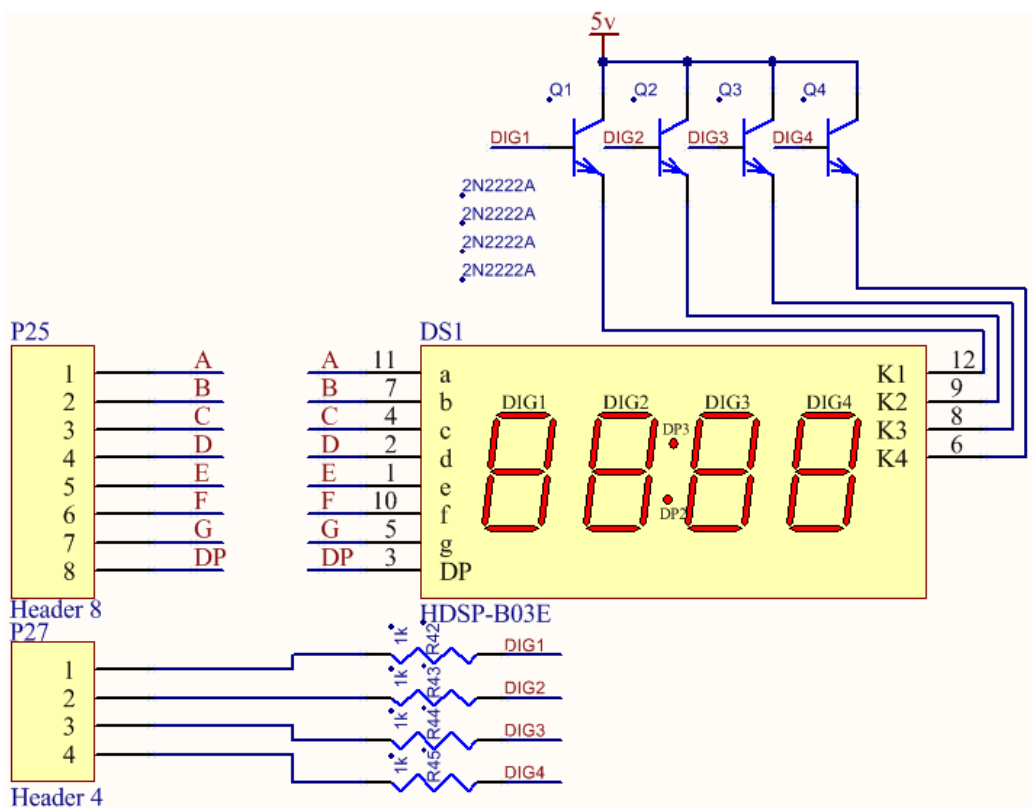 5v
Q1 Q2 Q3 Q4
DIG1 DIG2 DIG3 DIG4
2N2222A
2N2222A
2N2222A
2N2222A
P25
1 A
2 B
3 C
4 D
5 E
6 F
7 G
8 DP
Header 8
DS1
A 11 a
B 7 b
C 4 c
D 2 d
E 1 e
F 10 f
G 5 g
DP 3 DP
DIG1 DIG2 DIG3 DIG4
DP3
DP2
K1 12
K2 9
K3 8
K4 6
HDSP-B03E
P27
1
2
3
4
Header 4
1k R42 DIG1
1k R43 DIG2
1k R44 DIG3
1k R45 DIG4